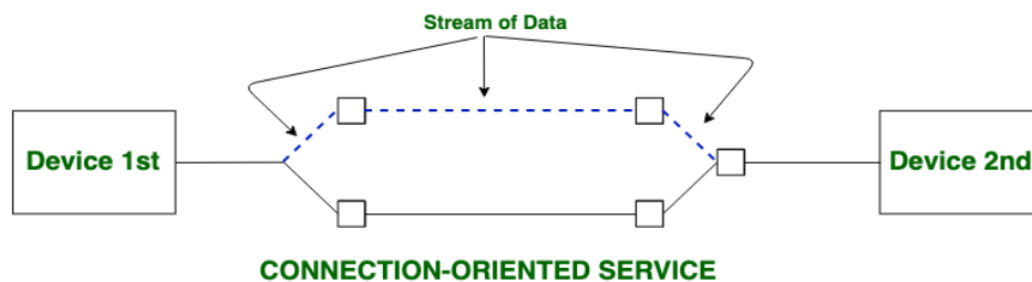 Stream of Data
Device 1st
Device 2nd
CONNECTION-ORIENTED SERVICE